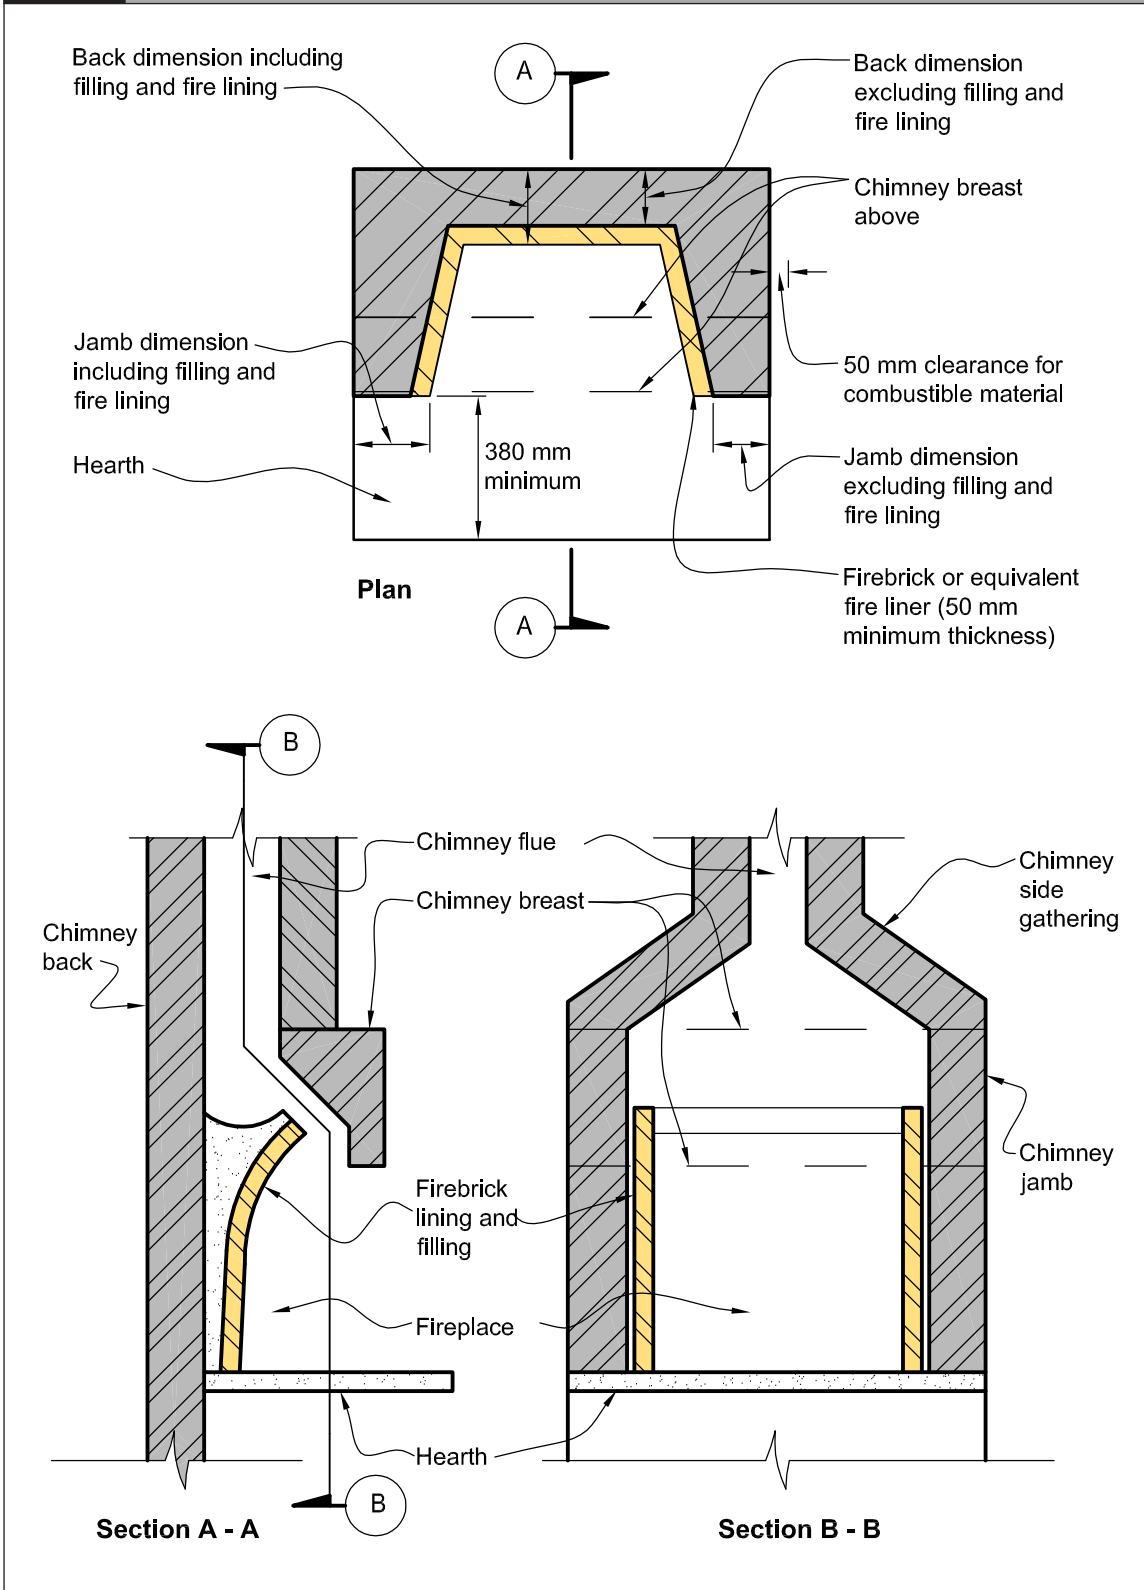 Back dimension including
filling and fire lining
A
Back dimension
excluding filling and
fire lining
Chimney breast
above
Jamb dimension
including filling and
fire lining
50 mm clearance for
combustible material
Hearth
380 mm
minimum
Jamb dimension
excluding filling and
fire lining
Plan
A
Firebrick or equivalent
fire liner (50 mm
minimum thickness)
B
Chimney flue
Chimney
side
gathering
Chimney breast
Chimney
back
Chimney
jamb
Firebrick
lining and
filling
Fireplace
Hearth
B
Section A - A
Section B - B